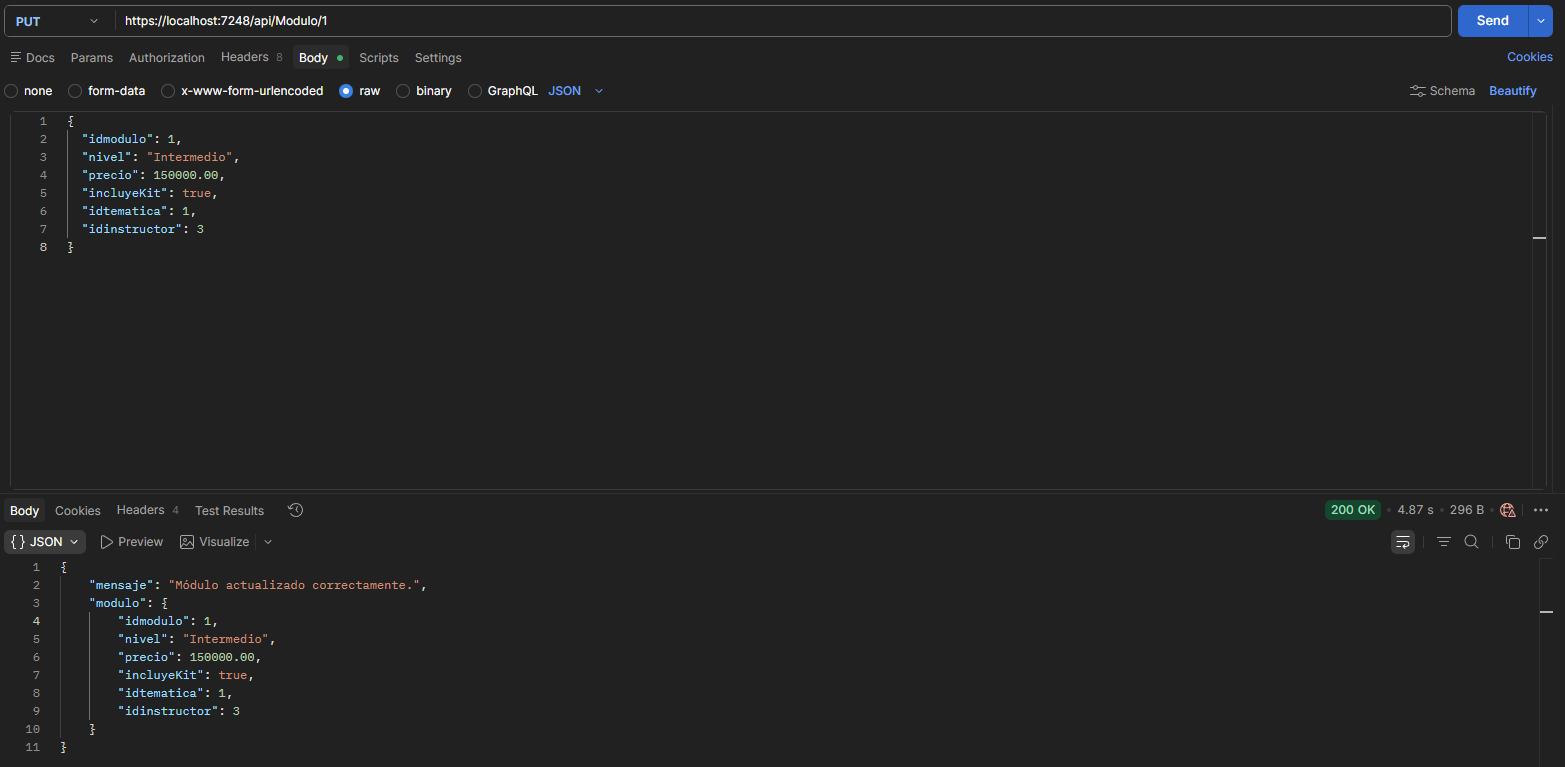 PUT https://localhost:7248/api/Modulo/1 Send
Docs Params Authorization Headers 8 Body Scripts Settings Cookies
none form-data x-www-form-urlencoded raw binary GraphQL JSON Schema Beautify
1 {
2 "idmodulo": 1,
3 "nivel": "Intermedio",
4 "precio": 150000.00,
5 "incluyeKit": true,
6 "idtematica": 1,
7 "idinstructor": 3
8 }
Body Cookies Headers 4 Test Results 200 OK • 4.87 s • 296 B •
{} JSON Preview Visualize
1 {
2 "mensaje": "Módulo actualizado correctamente.",
3 "modulo": {
4 "idmodulo": 1,
5 "nivel": "Intermedio",
6 "precio": 150000.00,
7 "incluyeKit": true,
8 "idtematica": 1,
9 "idinstructor": 3
10 }
11 }